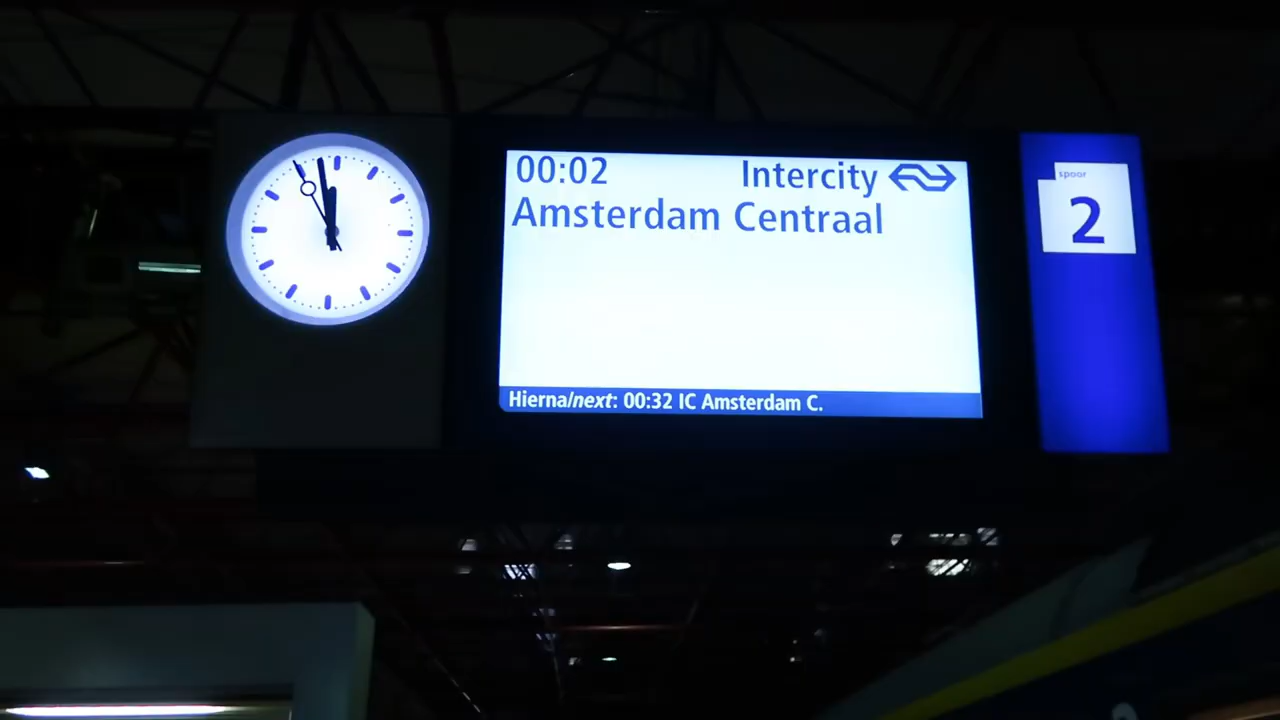 00:02 Intercity
Amsterdam Centraal
Hierna/next: 00:32 IC Amsterdam C.
spoor
2